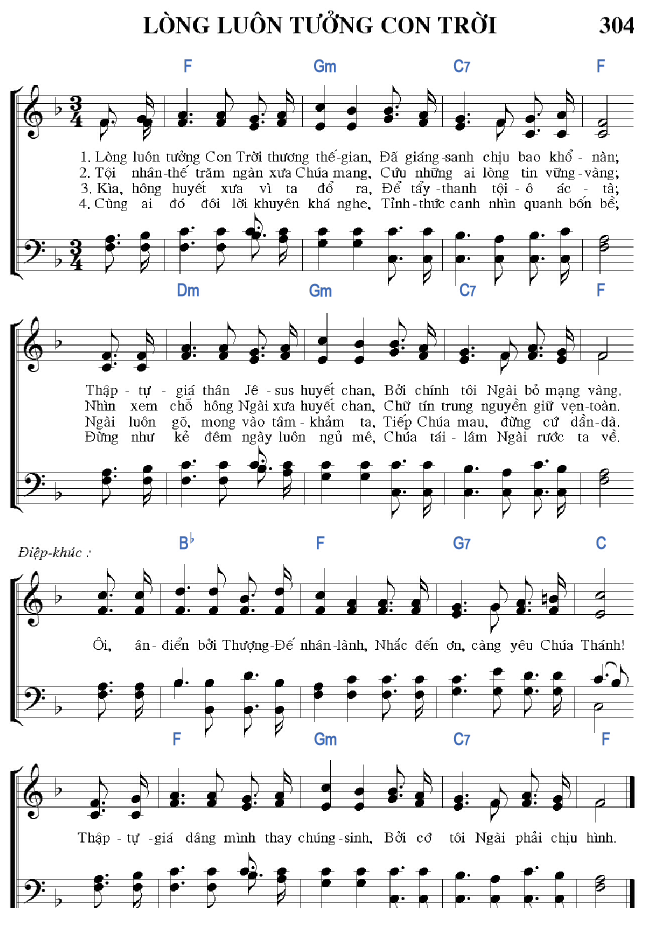 LÒNG LUÔN TƯỞNG CON TRỜI 304
F Gm C7 F
1. Lòng luôn tưởng Con Trời thương thế-gian, Đã giáng-sanh chịu bao khổ-nàn;
2. Tội nhân-thế trăm ngàn xưa Chúa mang, Cứu những ai lòng tin vững-vàng;
3. Kìa, hông huyết xưa vì ta đổ ra, Để tẩy-thanh tội-ô ác-tà;
4. Cùng ai đó đôi lời khuyên khá nghe, Tỉnh-thức canh nhìn quanh bốn bề;
Dm Gm C7 F
Thập-tự-giá thân Jê-sus huyết chan, Bởi chính tôi Ngài bỏ mạng vàng.
Nhìn xem chỗ hông Ngài xưa huyết chan, Chữ tín trung nguyền giữ vẹn-toàn.
Ngài luôn gõ, mong vào tâm-khảm ta, Tiếp Chúa mau, đừng cứ dần-dà.
Đừng như kẻ đêm ngày luôn ngủ mê, Chúa tái-lâm Ngài rước ta về.
Điệp-khúc :
B♭ F G7 C
Ôi, ân-điển bởi Thượng-Đế nhân-lành, Nhắc đến ơn, càng yêu Chúa Thánh!
F Gm C7 F
Thập-tự-giá dâng mình thay chúng-sinh, Bởi cớ tôi Ngài phải chịu hình.